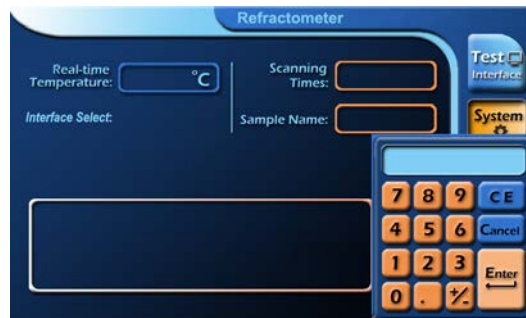 Refractometer
Real-time
Temperature:
°C
Scanning
Times:
Test
Interface
Interface Select:
Sample Name:
System
7 8 9 CE
4 5 6 Cancel
1 2 3 Enter
0 . +/-